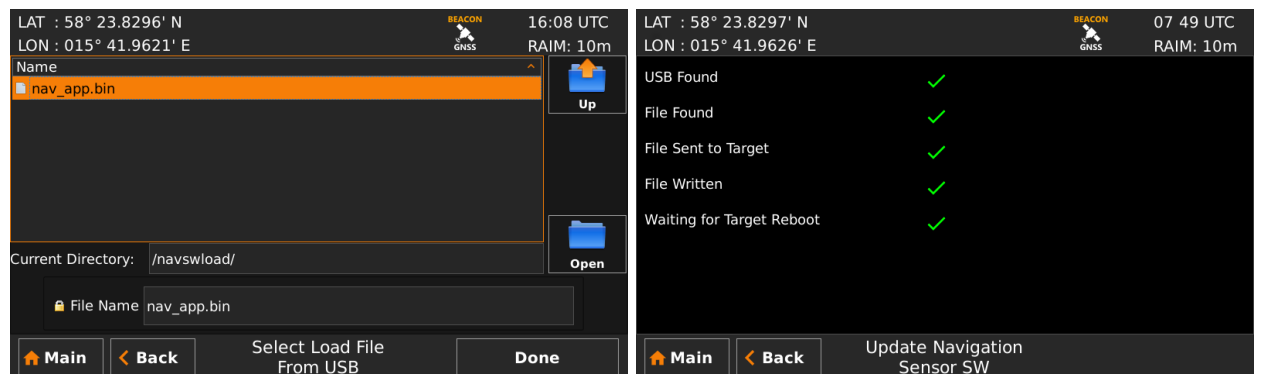 LAT : 58° 23.8296' N
BEACON
16:08 UTC
LON : 015° 41.9621' E
GNSS
RAIM: 10m
Name
nav_app.bin
Up
Open
Current Directory: /navswload/
File Name nav_app.bin
Main
Back
Select Load File
From USB
Done
LAT : 58° 23.8297' N
BEACON
07 49 UTC
LON : 015° 41.9626' E
GNSS
RAIM: 10m
USB Found
File Found
File Sent to Target
File Written
Waiting for Target Reboot
Main
Back
Update Navigation
Sensor SW